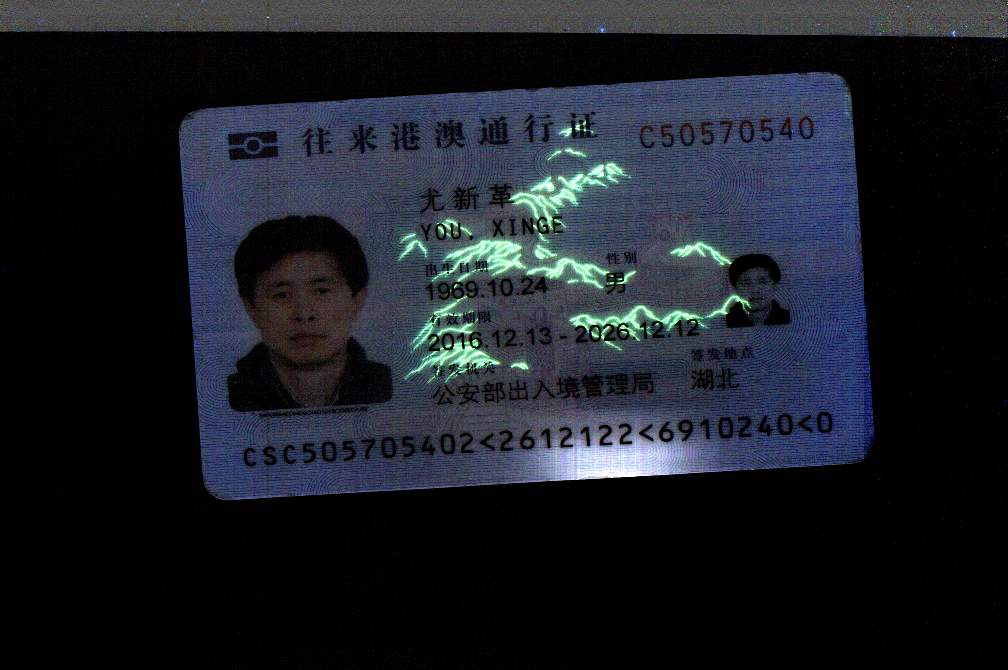 往来港澳通行证 C50570540
尤新革
YOU, XINGE
出生日期 性别
1969.10.24 男
有效期限
2016.12.13 - 2026.12.12
签发机关 签发地点
公安部出入境管理局 湖北
CSC505705402<2612122<6910240<0